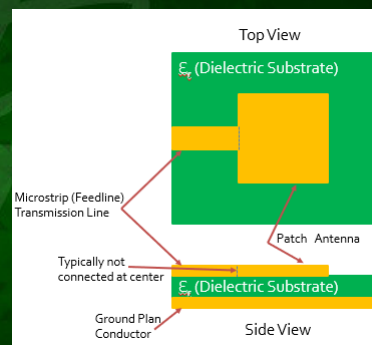 Top View
Ɛr (Dielectric Substrate)
Microstrip (Feedline)
Transmission Line
Patch Antenna
Typically not
connected at center
Ɛr (Dielectric Substrate)
Ground Plan
Conductor
Side View